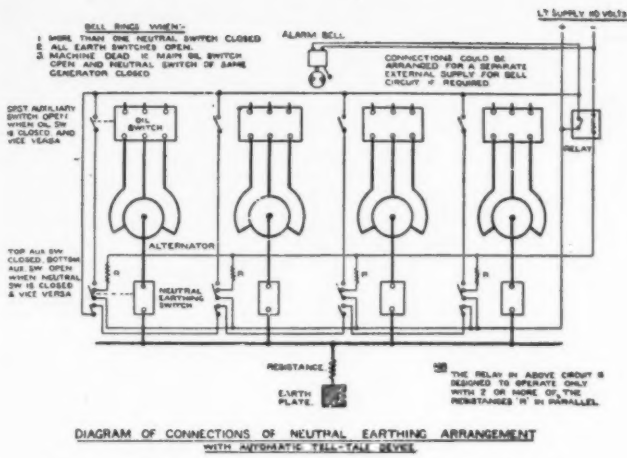 LT SUPPLY 110 VOLTS
BELL RINGS WHEN:-
1. MORE THAN ONE NEUTRAL SWITCH CLOSED
2. ALL EARTH SWITCHES OPEN.
3. MACHINE DEAD IE MAIN OIL SWITCH
OPEN AND NEUTRAL SWITCH OF SAME
GENERATOR CLOSED
ALARM BELL
CONNECTIONS COULD BE
ARRANGED FOR A SEPARATE
EXTERNAL SUPPLY FOR BELL
CIRCUIT IF REQUIRED
SPST AUXILIARY
SWITCH OPEN
WHEN OIL SW
IS CLOSED AND
VICE VERSA
OIL
SWITCH
RELAY
ALTERNATOR
TOP AUX SW
CLOSED, BOTTOM
AUX SW OPEN
WHEN NEUTRAL
SW IS CLOSED
& VICE VERSA
R
R
R
R
NEUTRAL
EARTHING
SWITCH
RESISTANCE
EARTH
PLATE
NB
THE RELAY IN ABOVE CIRCUIT IS
DESIGNED TO OPERATE ONLY
WITH 2 OR MORE OF THE
RESISTANCES 'R' IN PARALLEL
DIAGRAM OF CONNECTIONS OF NEUTRAL EARTHING ARRANGEMENT
WITH AUTOMATIC TELL-TALE DEVICE